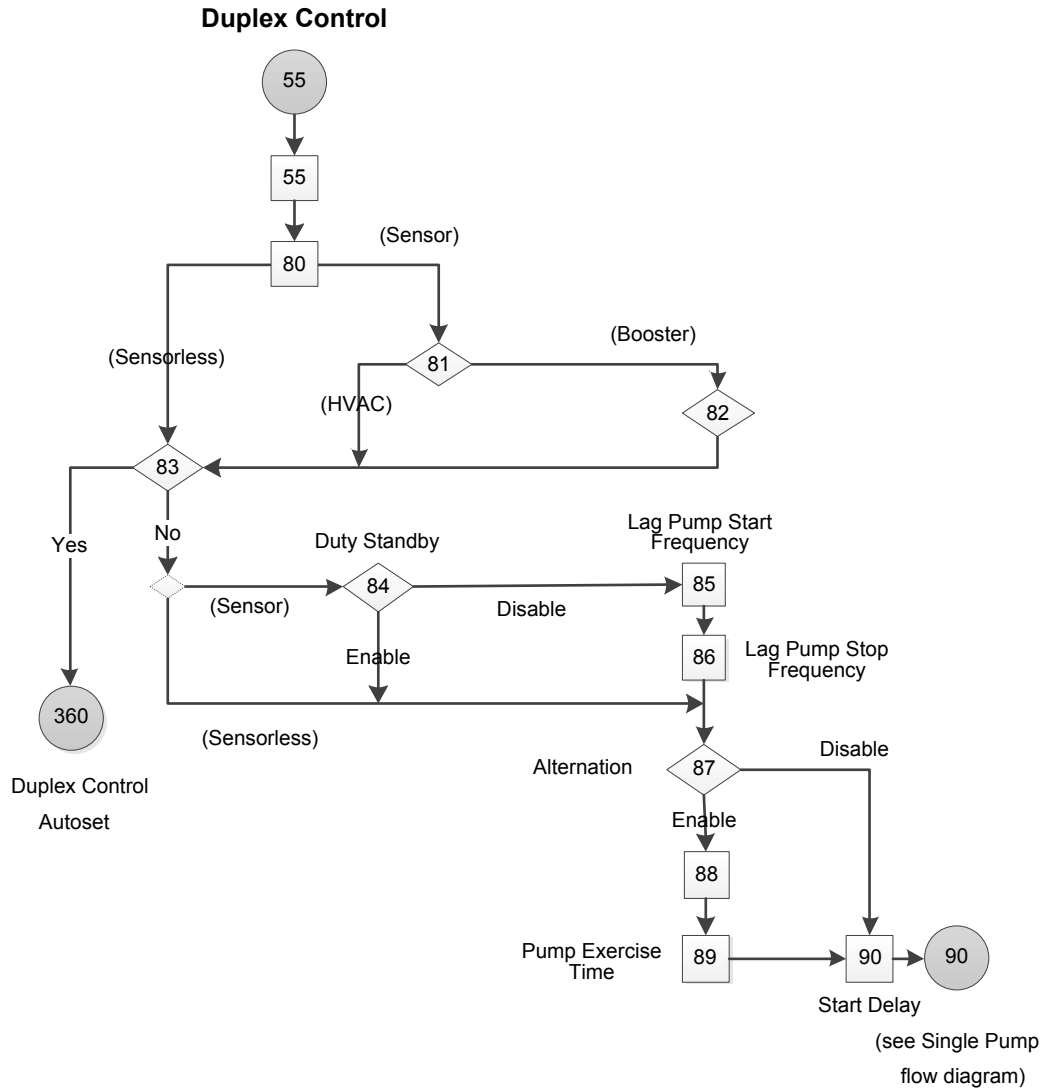 Duplex Control
55
55
80
(Sensor)
(Sensorless)
81
(Booster)
(HVAC)
82
83
Yes
No
(Sensor)
Duty Standby
84
Disable
Enable
Lag Pump Start
Frequency
85
86
Lag Pump Stop
Frequency
360
Duplex Control
Autoset
(Sensorless)
Alternation
87
Disable
Enable
88
Pump Exercise
Time
89
90
90
Start Delay
(see Single Pump
flow diagram)